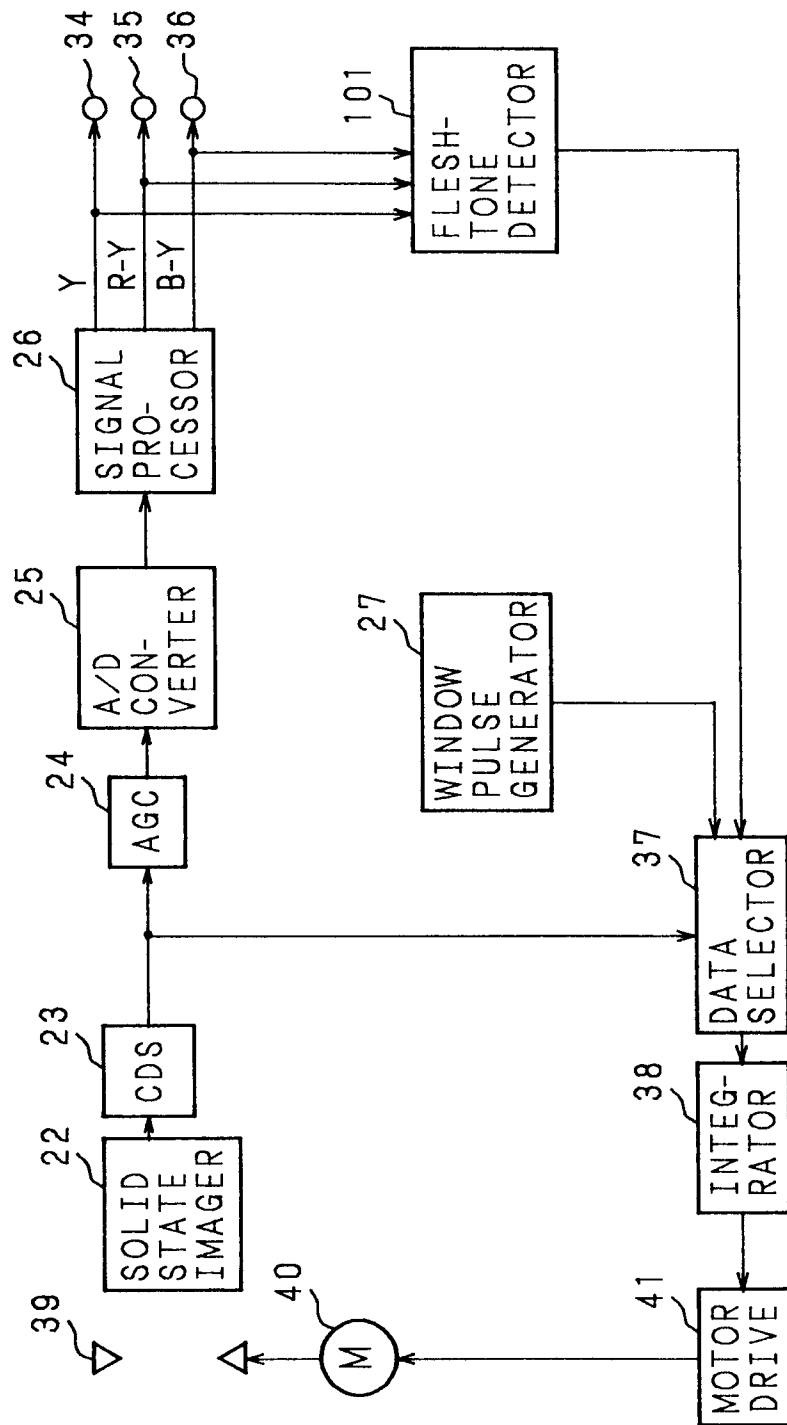 39
22
SOLID
STATE
IMAGER
23
CDS
24
AGC
25
A/D
CON-
VERTER
26
SIGNAL
PRO-
CESSOR
Y
R-Y
B-Y
34
35
36
40
M
27
WINDOW
PULSE
GENERATOR
101
FLESH-
TONE
DETECTOR
41
MOTOR
DRIVE
38
INTEG-
RATOR
37
DATA
SELECTOR